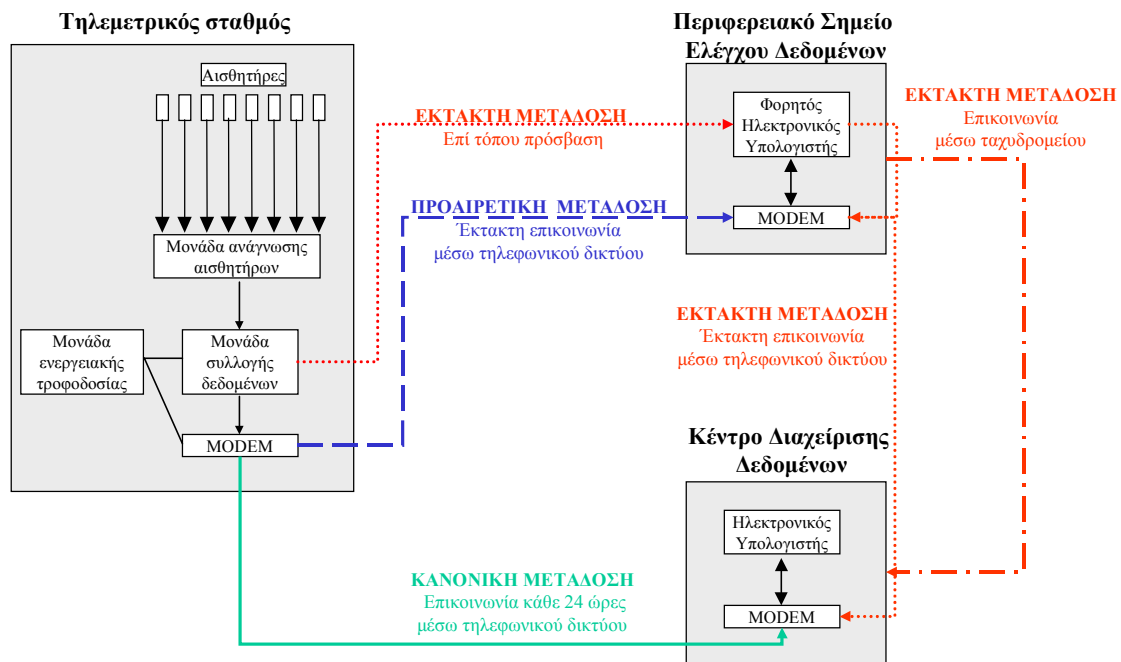 Τηλεμετρικός σταθμός
Αισθητήρες
Μονάδα ανάγνωσης
αισθητήρων
Μονάδα
ενεργειακής
τροφοδοσίας
Μονάδα
συλλογής
δεδομένων
MODEM
ΕΚΤΑΚΤΗ ΜΕΤΑΔΟΣΗ
Επί τόπου πρόσβαση
ΠΡΟΑΙΡΕΤΙΚΗ ΜΕΤΑΔΟΣΗ
Έκτακτη επικοινωνία
μέσω τηλεφωνικού δικτύου
Περιφερειακό Σημείο
Ελέγχου Δεδομένων
Φορητός
Ηλεκτρονικός
Υπολογιστής
MODEM
ΕΚΤΑΚΤΗ ΜΕΤΑΔΟΣΗ
Επικοινωνία
μέσω ταχυδρομείου
ΕΚΤΑΚΤΗ ΜΕΤΑΔΟΣΗ
Έκτακτη επικοινωνία
μέσω τηλεφωνικού δικτύου
Κέντρο Διαχείρισης
Δεδομένων
Ηλεκτρονικός
Υπολογιστής
MODEM
ΚΑΝΟΝΙΚΗ ΜΕΤΑΔΟΣΗ
Επικοινωνία κάθε 24 ώρες
μέσω τηλεφωνικού δικτύου